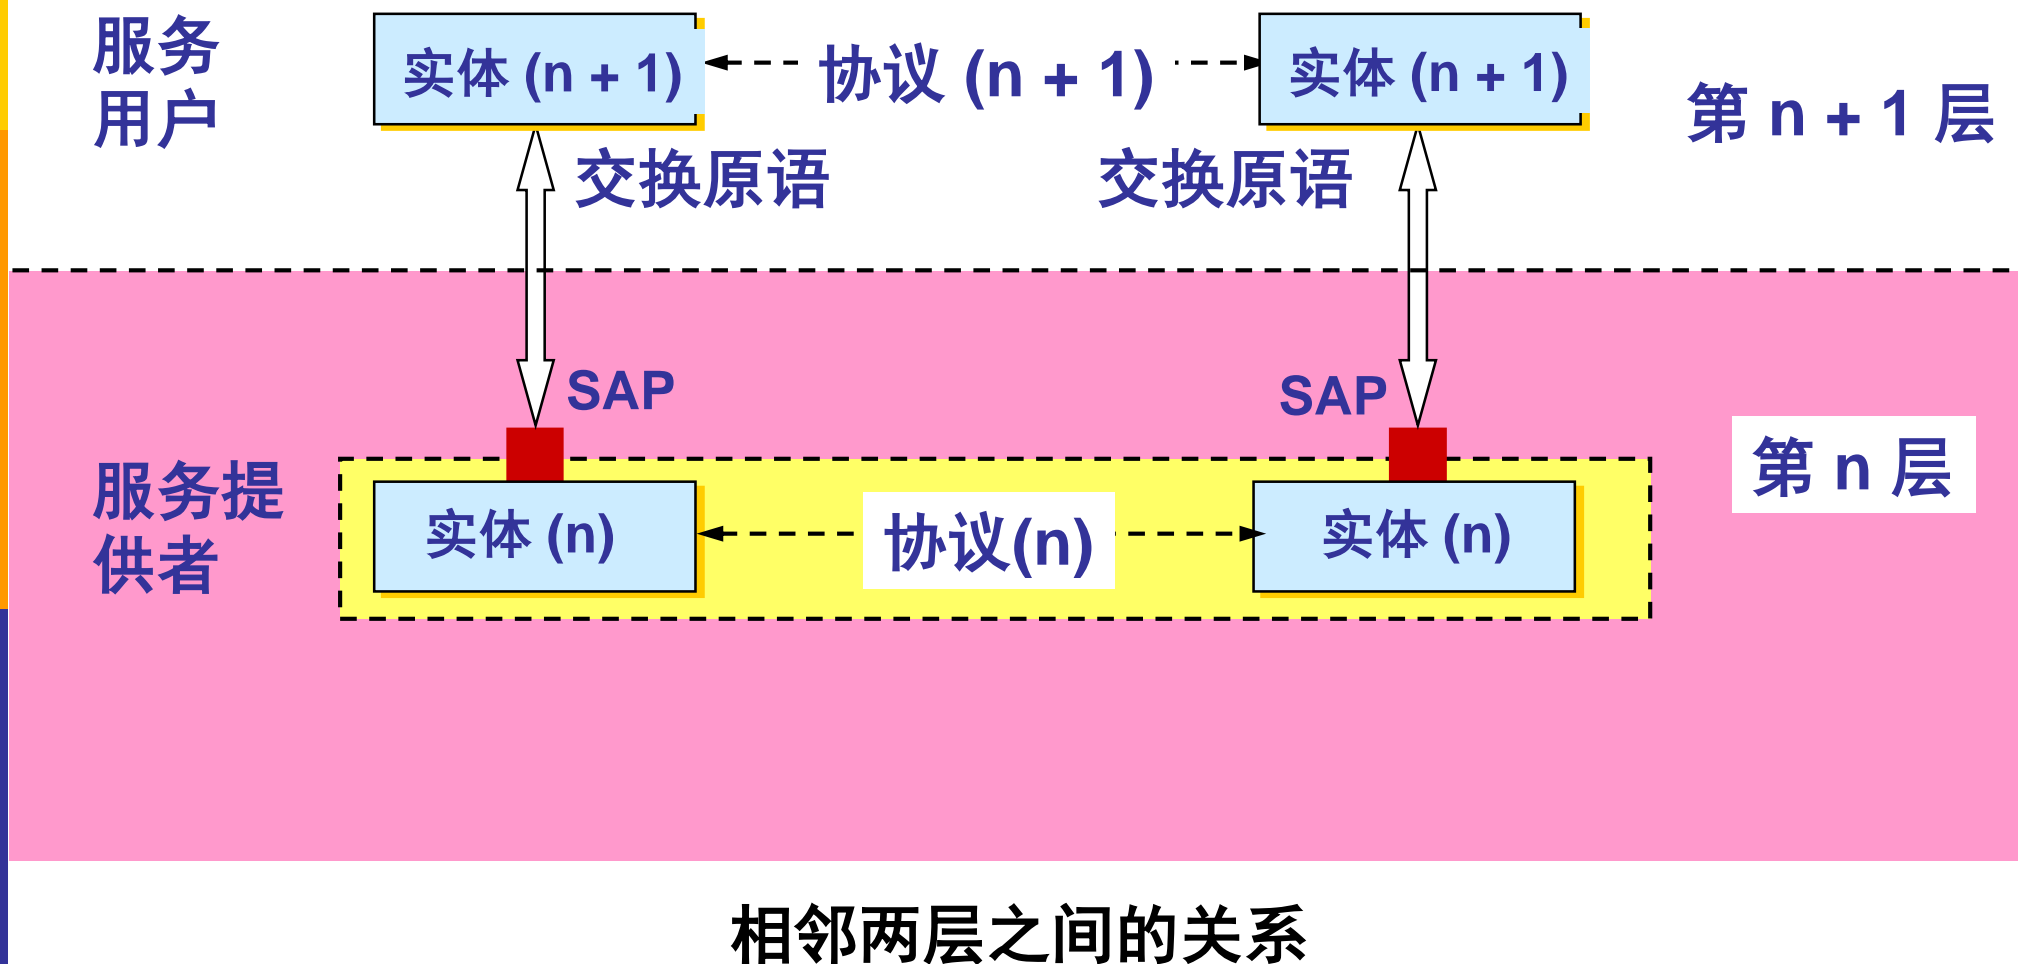 服务
用户
实体 (n + 1)
协议 (n + 1)
实体 (n + 1)
第 n + 1 层
交换原语
交换原语
SAP
SAP
服务提
供者
实体 (n)
协议(n)
实体 (n)
第 n 层
相邻两层之间的关系